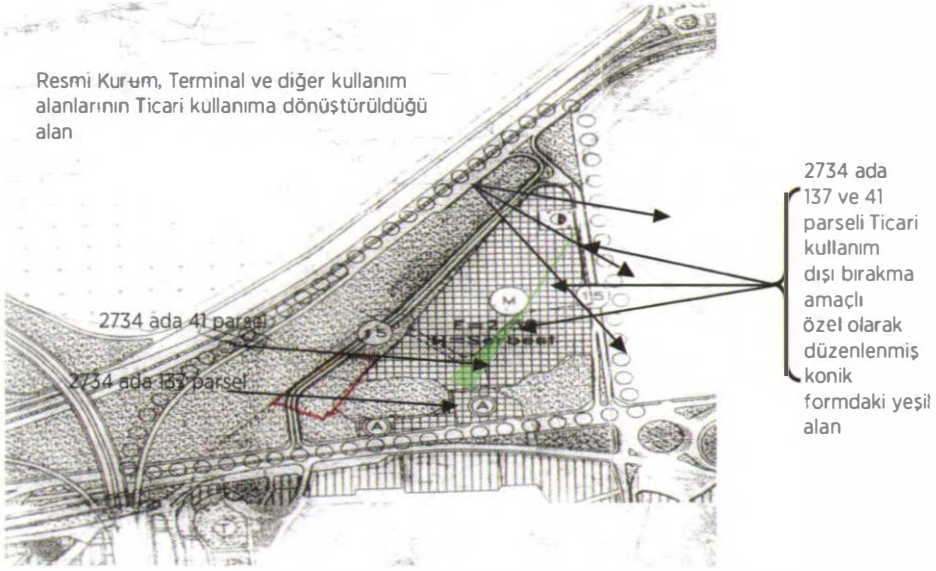 Resmi Kurum, Terminal ve diğer kullanım
alanlarının Ticari kullanıma dönüştürüldüğü
alan
2734 ada
137 ve 41
parseli Ticari
kullanım
dışı bırakma
amaçlı
özel olarak
düzenlenmiş
konik
formdaki yeşil
alan
M
115
2734 ada 41 parsel
15
H=Serbest
2734 ada 137 parsel
A
A
T